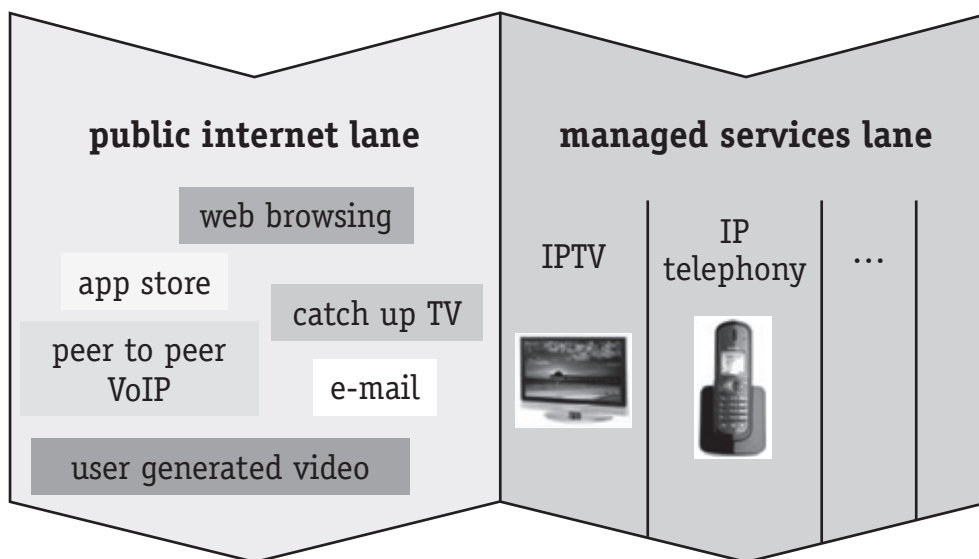 public internet lane
web browsing
app store
catch up TV
peer to peer
VoIP
e-mail
user generated video
managed services lane
IPTV
IP
telephony
...